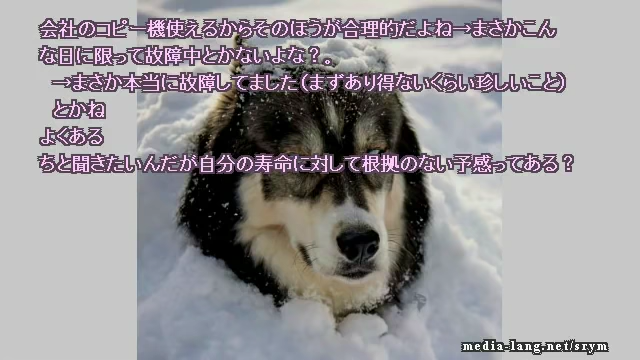 会社のコピー機使えるからそのほうが合理的だよね→まさかこん
な日に限って故障中とかないよな？。
→まさか本当に故障してました（まずあり得ないくらい珍しいこと）
とかね
よくある
ちと聞きたいんだが自分の寿命に対して根拠のない予感ってある？
media-lang.net/srym